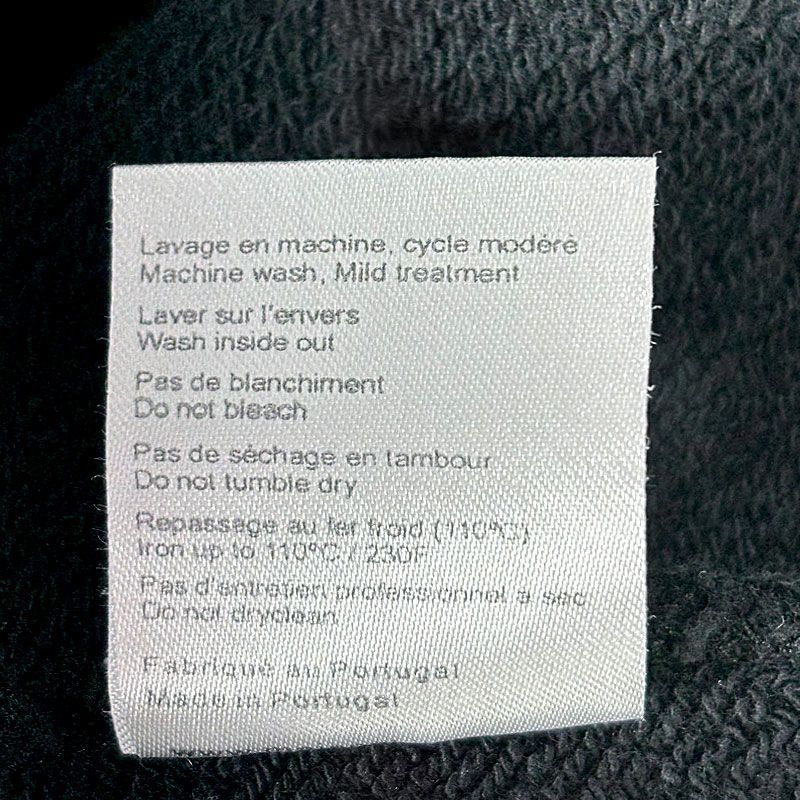 Lavage en machine, cycle modéré
Machine wash, Mild treatment
Laver sur l'envers
Wash inside out
Pas de blanchiment
Do not bleach
Pas de séchage en tambour
Do not tumble dry
Repassage au fer froid (110°C)
Iron up to 110°C / 230F
Pas d'entretien professionnel à sec
Do not dryclean
Fabriqué au Portugal
Made in Portugal